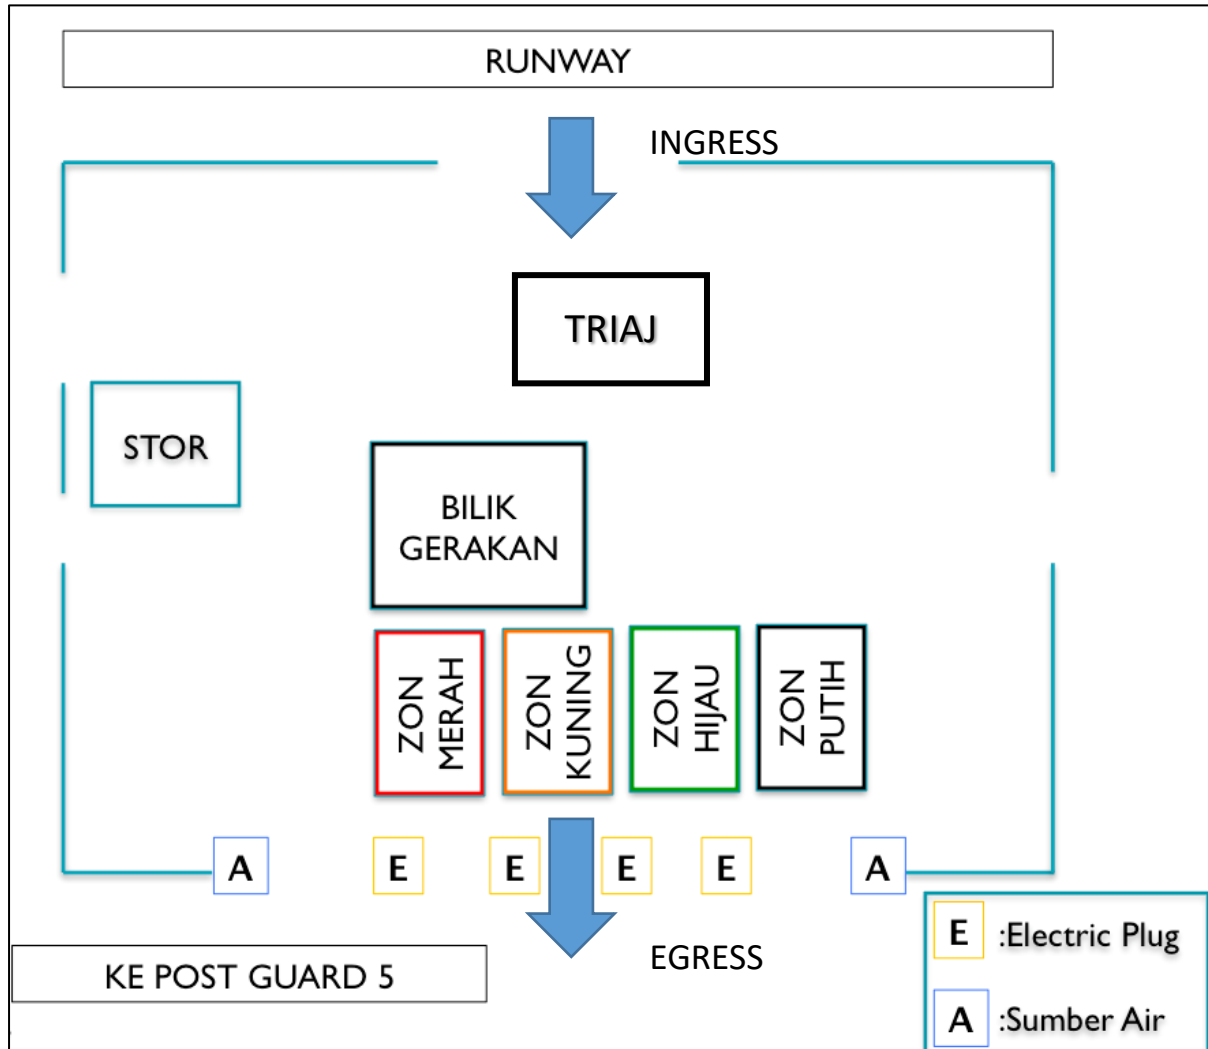 RUNWAY
INGRESS
TRIAJ
STOR
BILIK
GERAKAN
ZON
MERAH
ZON
KUNING
ZON
HIJAU
ZON
PUTIH
A
E
E
E
E
A
E :Electric Plug
EGRESS
KE POST GUARD 5
A :Sumber Air